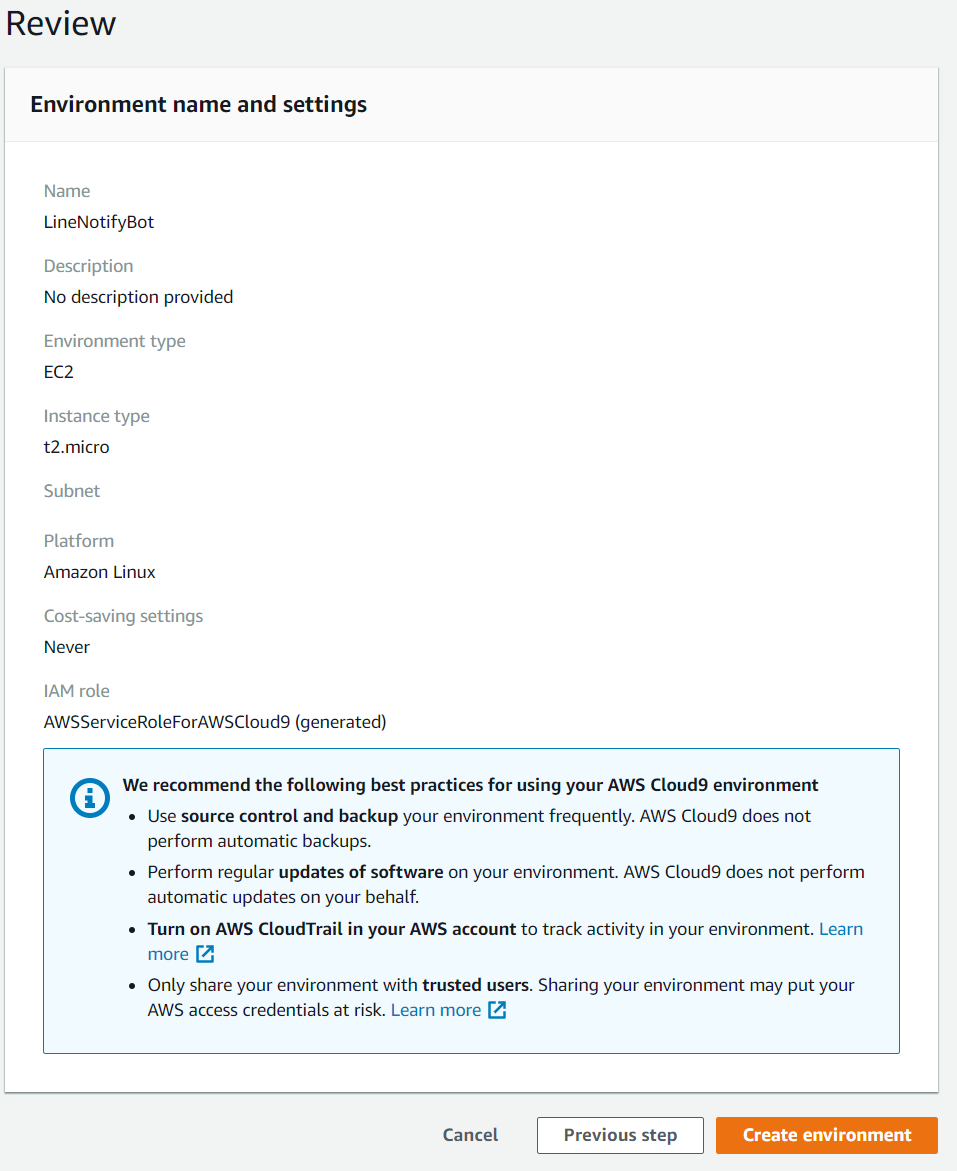 Review
Environment name and settings
Name
LineNotifyBot
Description
No description provided
Environment type
EC2
Instance type
t2.micro
Subnet
Platform
Amazon Linux
Cost-saving settings
Never
IAM role
AWSServiceRoleForAWSCloud9 (generated)
We recommend the following best practices for using your AWS Cloud9 environment
• Use source control and backup your environment frequently. AWS Cloud9 does not
perform automatic backups.
• Perform regular updates of software on your environment. AWS Cloud9 does not perform
automatic updates on your behalf.
• Turn on AWS CloudTrail in your AWS account to track activity in your environment. Learn
more
• Only share your environment with trusted users. Sharing your environment may put your
AWS access credentials at risk. Learn more
Cancel
Previous step
Create environment